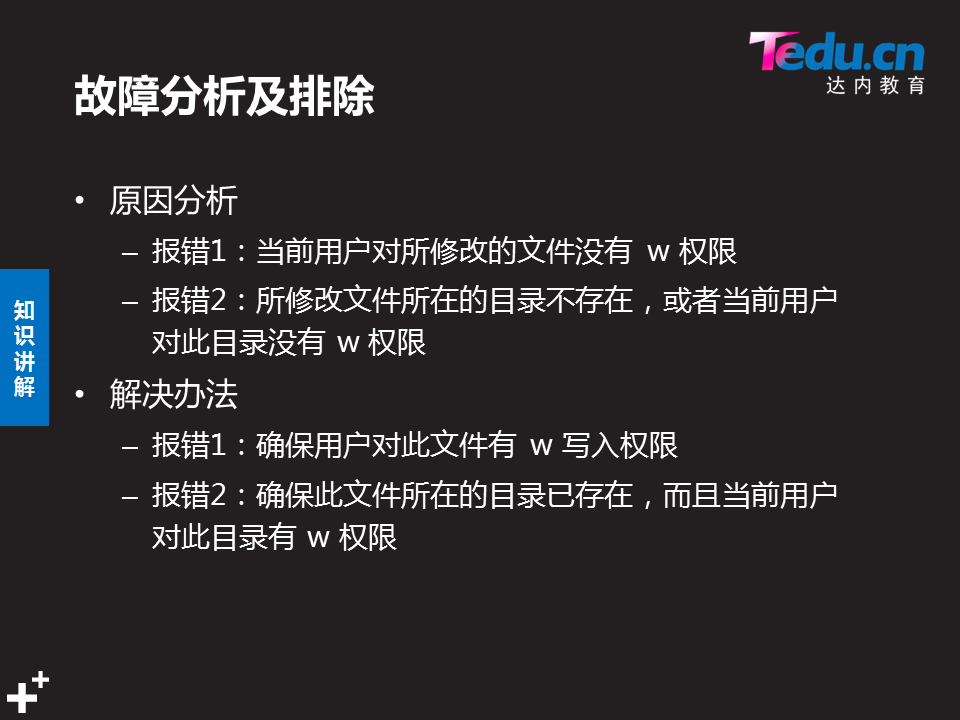 Tedu.cn
达内教育
故障分析及排除
• 原因分析
– 报错1：当前用户对所修改的文件没有 w 权限
– 报错2：所修改文件所在的目录不存在，或者当前用户
对此目录没有 w 权限
• 解决办法
– 报错1：确保用户对此文件有 w 写入权限
– 报错2：确保此文件所在的目录已存在，而且当前用户
对此目录有 w 权限
知
识
讲
解